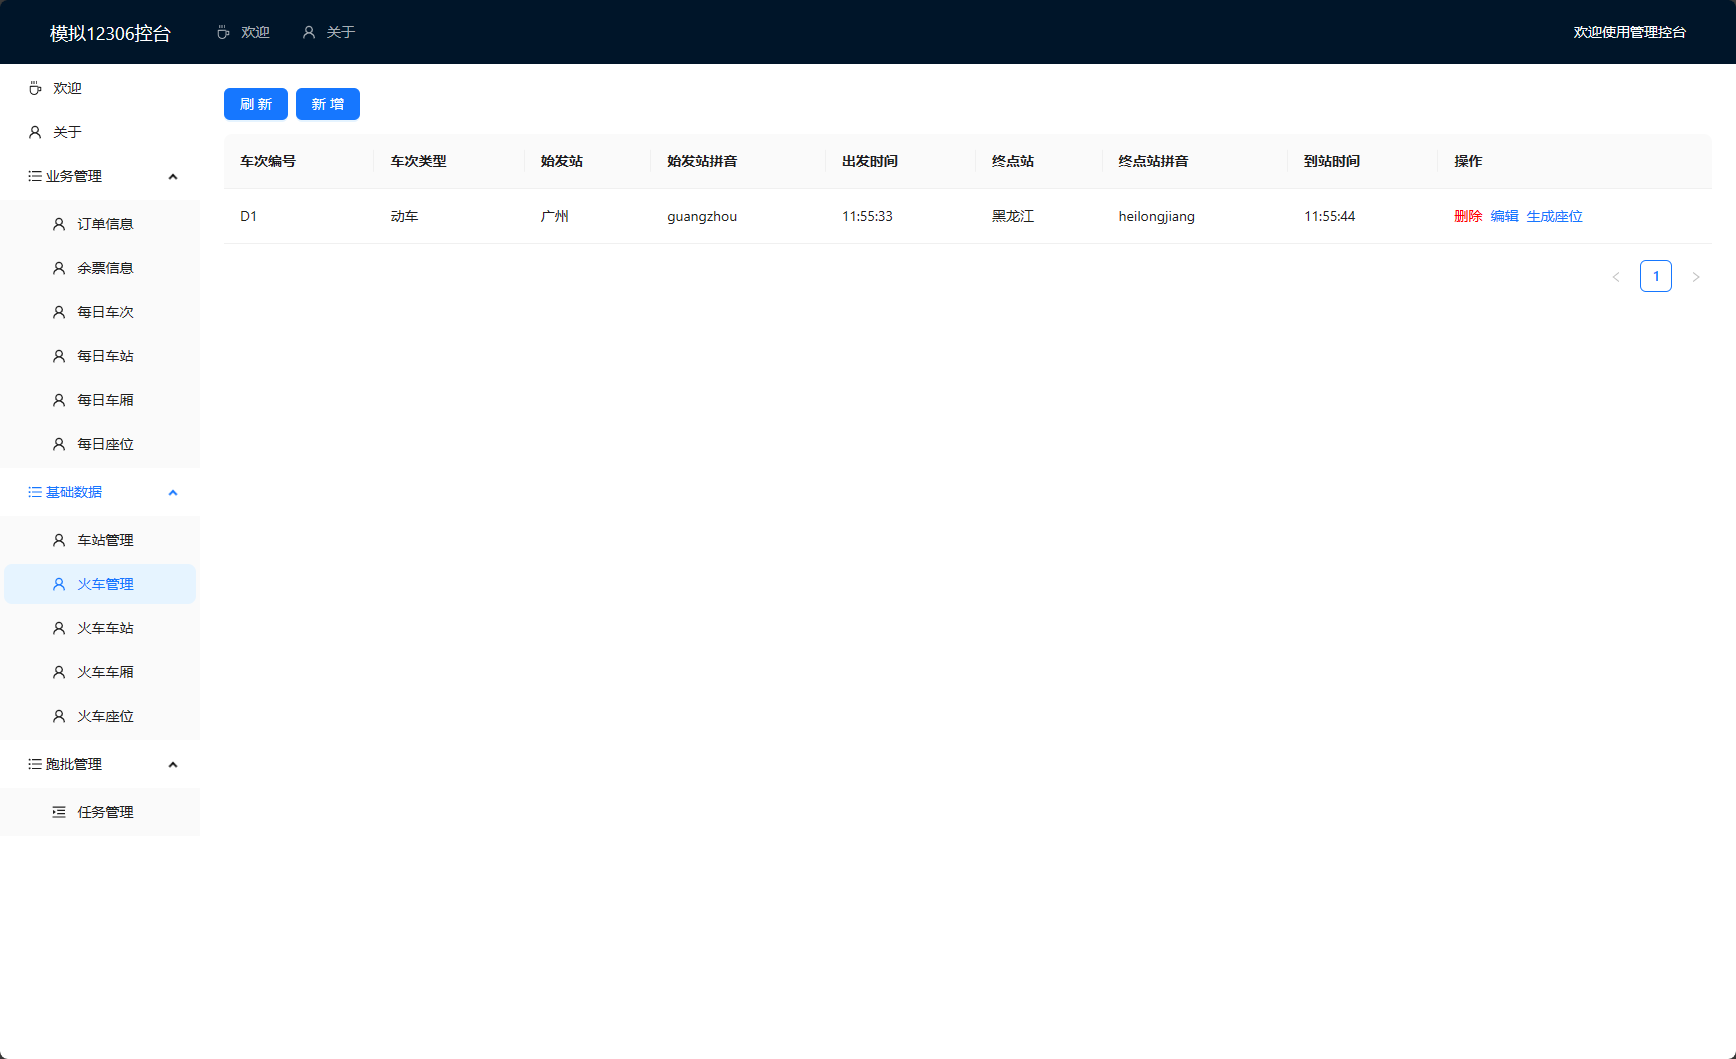 模拟12306控台 欢迎 关于 欢迎使用管理控台
欢迎
关于
业务管理
订单信息
余票信息
每日车次
每日车站
每日车厢
每日座位
基础数据
车站管理
火车管理
火车车站
火车车厢
火车座位
跑批管理
任务管理
刷 新 新 增
车次编号 车次类型 始发站 始发站拼音 出发时间 终点站 终点站拼音 到站时间 操作
D1 动车 广州 guangzhou 11:55:33 黑龙江 heilongjiang 11:55:44 删除 编辑 生成座位
< 1 >